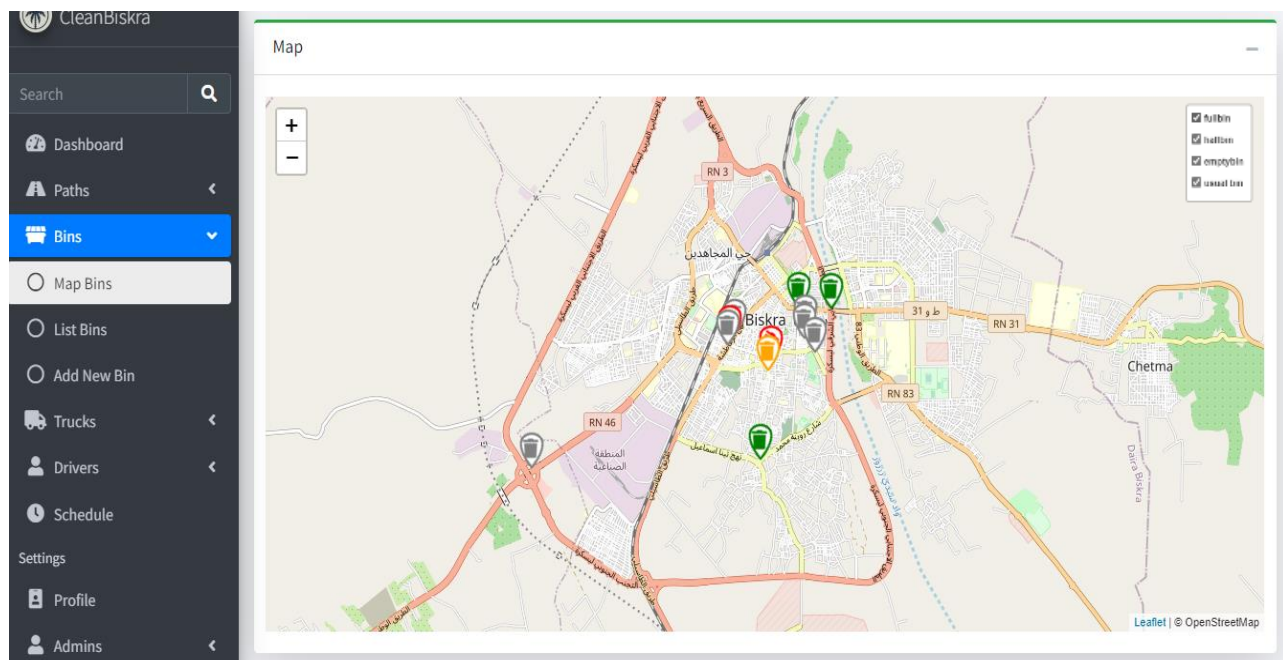 CleanBiskra
Search
Dashboard
Paths
Bins
Map Bins
List Bins
Add New Bin
Trucks
Drivers
Schedule
Settings
Profile
Admins
Map
+
−
fullbin
halfbin
emptybin
usual bin
RN 3
حي المجاهدين
Biskra
31 ط و
RN 31
Chetma
RN 83
RN 46
المنطقة
الصناعية
Daira Biskra
Leaflet | © OpenStreetMap